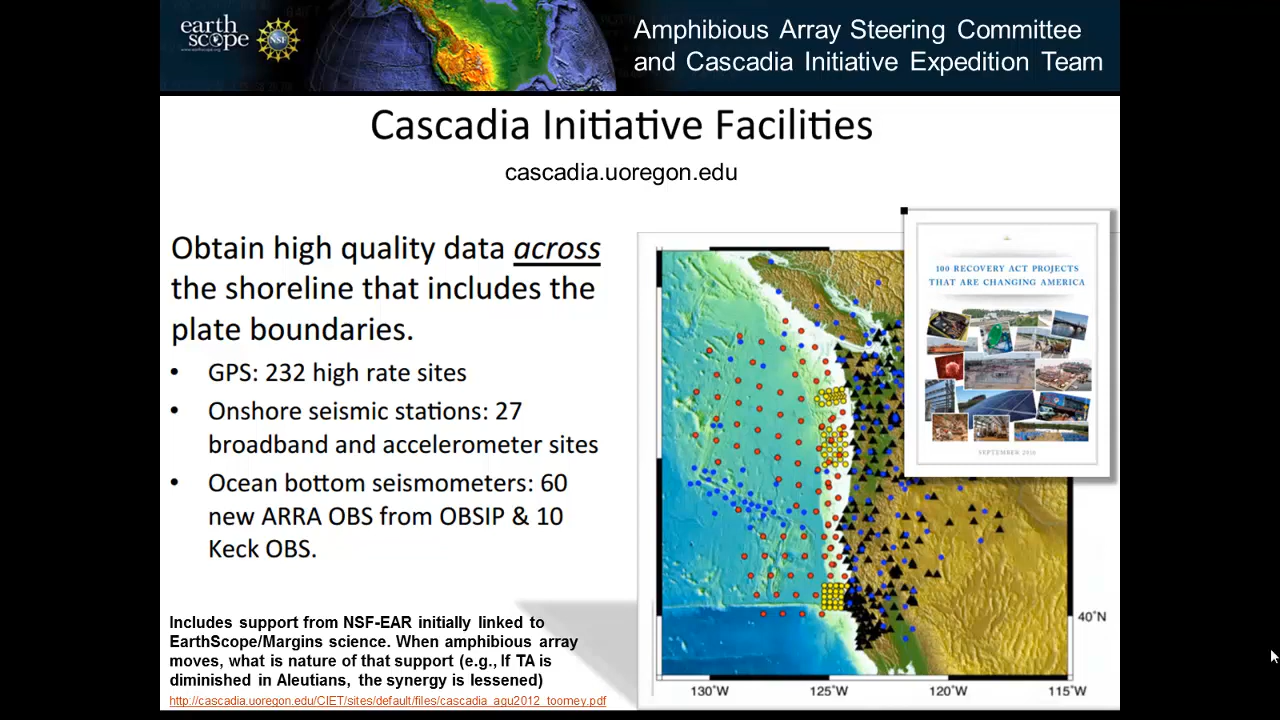 earth
scope
www.earthscope.org
NSF
Amphibious Array Steering Committee
and Cascadia Initiative Expedition Team
Cascadia Initiative Facilities
cascadia.uoregon.edu
Obtain high quality data across
the shoreline that includes the
plate boundaries.
• GPS: 232 high rate sites
• Onshore seismic stations: 27
broadband and accelerometer sites
• Ocean bottom seismometers: 60
new ARRA OBS from OBSIP & 10
Keck OBS.
Includes support from NSF-EAR initially linked to
EarthScope/Margins science. When amphibious array
moves, what is nature of that support (e.g., If TA is
diminished in Aleutians, the synergy is lessened)
http://cascadia.uoregon.edu/CIET/sites/default/files/cascadia_agu2012_toomey.pdf
100 RECOVERY ACT PROJECTS
THAT ARE CHANGING AMERICA
SEPTEMBER 2010
40°N
130°W 125°W 120°W 115°W